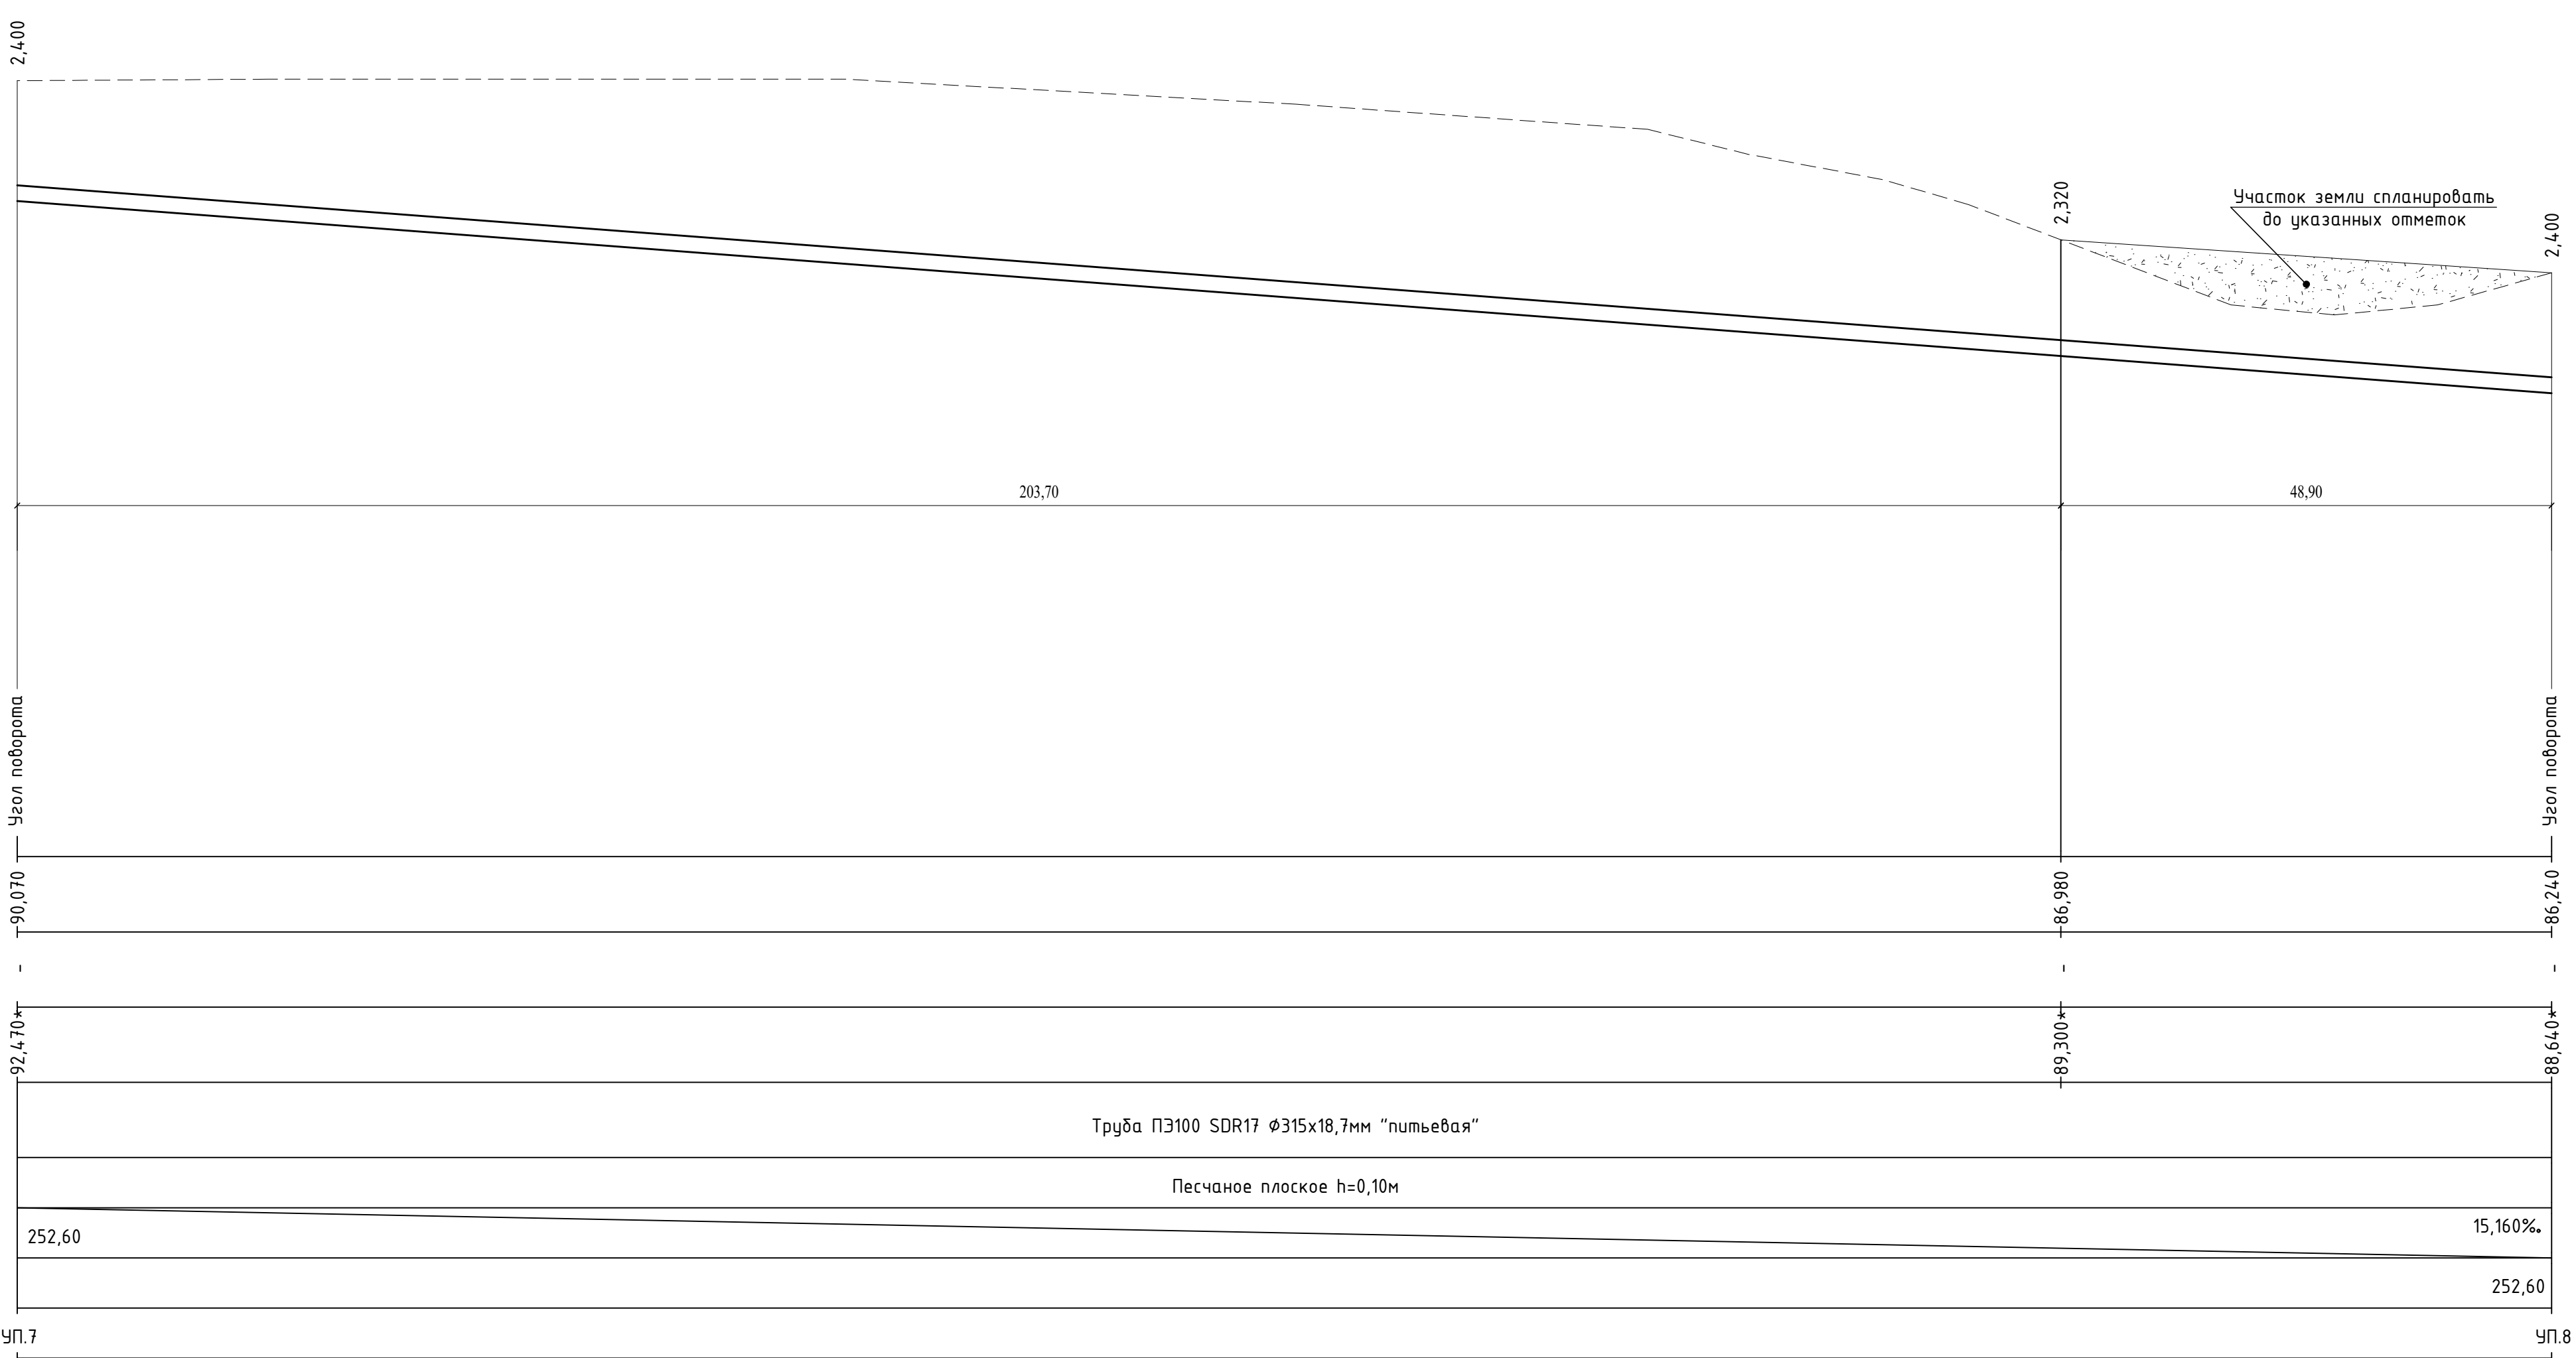 2,400
2,320
Участок земли спланировать
до указанных отметок
2,400
203,70
48,90
Угол поворота
Угол поворота
90,070
86,980
86,240
-
-
-
92,470*
89,300*
88,640*
Труба ПЭ100 SDR17 Ф315х18,7мм "питьевая"
Песчаное плоское h=0,10м
252,60
15,160‰
252,60
УП.7
УП.8